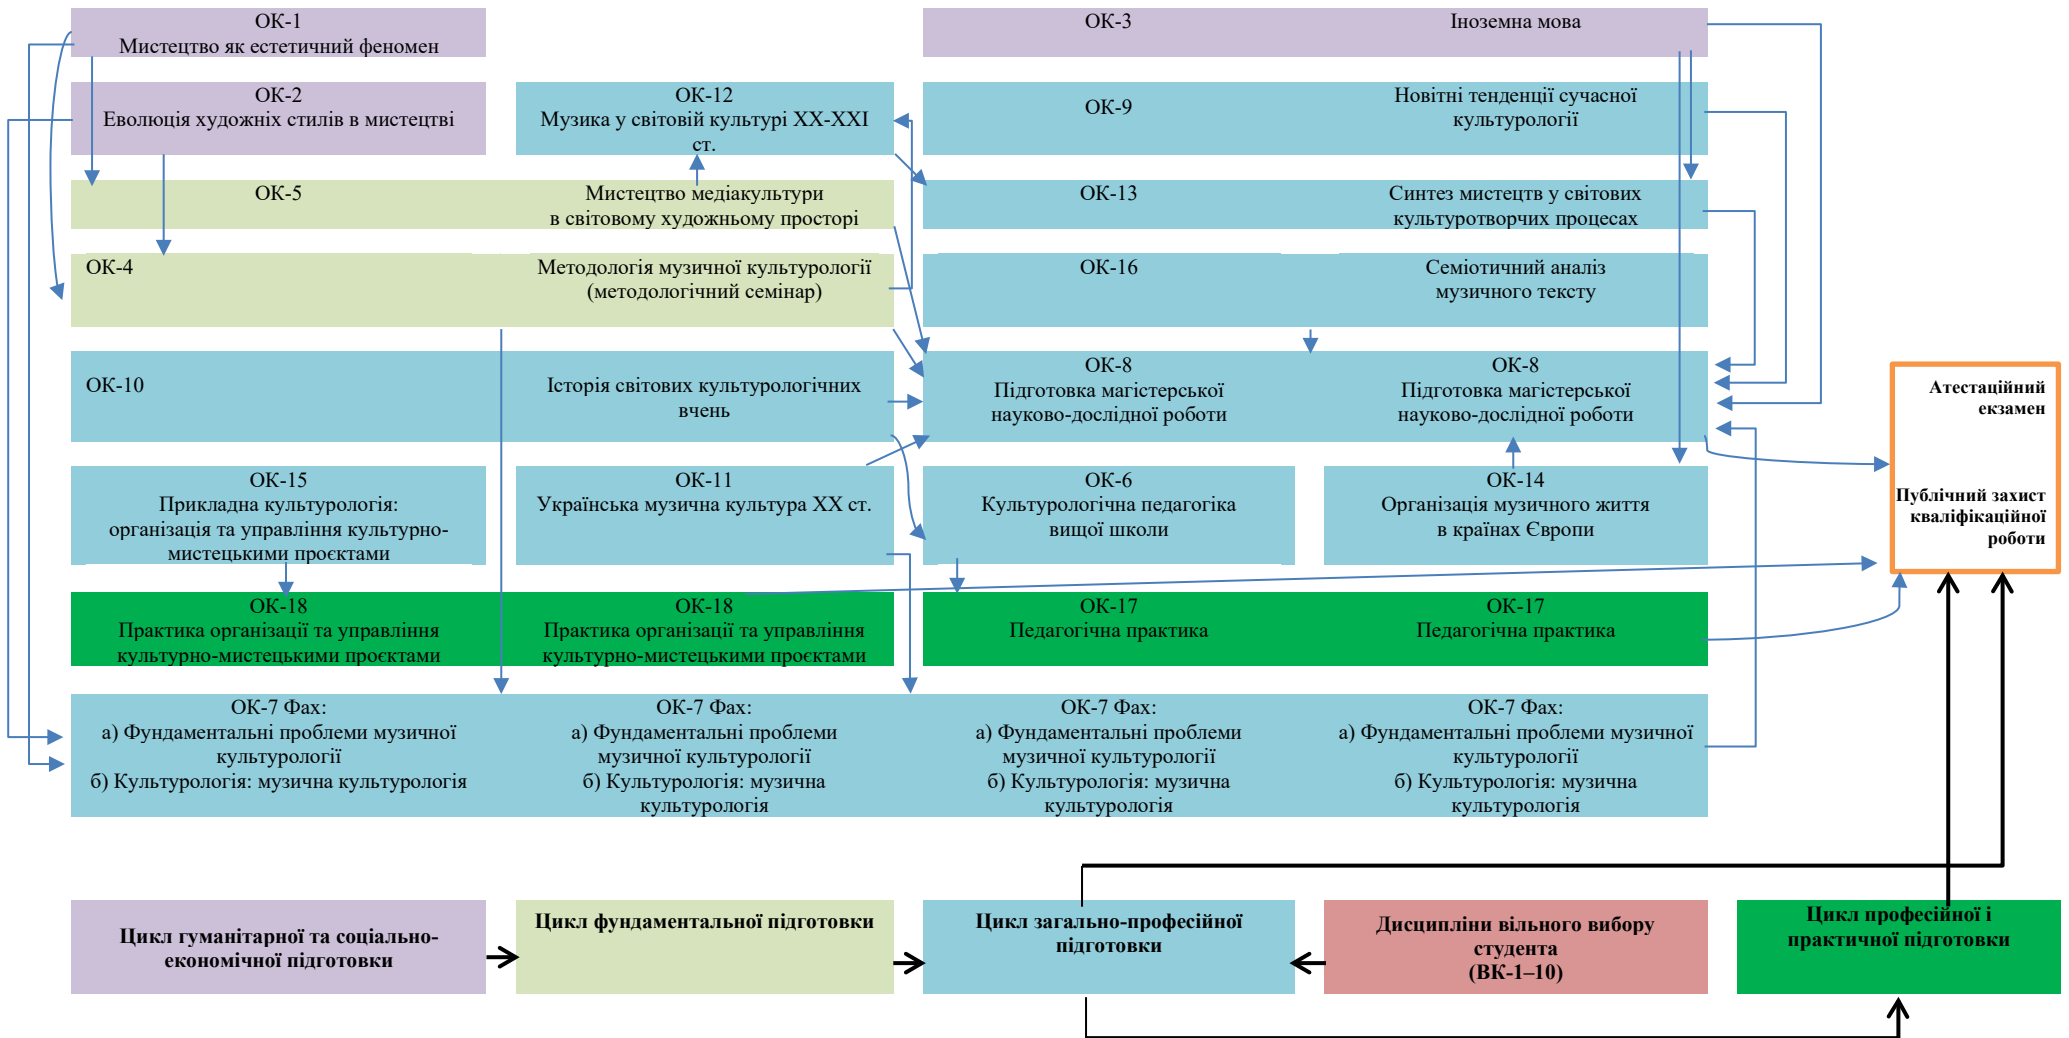 ОК-1
Мистецтво як естетичний феномен
ОК-3
Іноземна мова
ОК-2
Еволюція художніх стилів в мистецтві
ОК-12
Музика у світовій культурі ХХ-ХХІ
ст.
ОК-9
Новітні тенденції сучасної
культурології
ОК-5
Мистецтво медіакультури
в світовому художньому просторі
ОК-13
Синтез мистецтв у світових
культуротворчих процесах
ОК-4
Методологія музичної культурології
(методологічний семінар)
ОК-16
Семіотичний аналіз
музичного тексту
ОК-10
Історія світових культурологічних
вчень
ОК-8
Підготовка магістерської
науково-дослідної роботи
ОК-8
Підготовка магістерської
науково-дослідної роботи
Атестаційний
екзамен
Публічний захист
кваліфікаційної
роботи
ОК-15
Прикладна культурологія:
організація та управління культурно-
мистецькими проєктами
ОК-11
Українська музична культура ХХ ст.
ОК-6
Культурологічна педагогіка
вищої школи
ОК-14
Організація музичного життя
в країнах Європи
ОК-18
Практика організації та управління
культурно-мистецькими проєктами
ОК-18
Практика організації та управління
культурно-мистецькими проєктами
ОК-17
Педагогічна практика
ОК-17
Педагогічна практика
ОК-7 Фах:
а) Фундаментальні проблеми музичної
культурології
б) Культурологія: музична культурологія
ОК-7 Фах:
а) Фундаментальні проблеми
музичної культурології
б) Культурологія: музична
культурологія
ОК-7 Фах:
а) Фундаментальні проблеми
музичної культурології
б) Культурологія: музична
культурологія
ОК-7 Фах:
а) Фундаментальні проблеми музичної
культурології
б) Культурологія: музична
культурологія
Цикл гуманітарної та соціально-
економічної підготовки
Цикл фундаментальної підготовки
Цикл загально-професійної
підготовки
Дисципліни вільного вибору
студента
(ВК-1–10)
Цикл професійної і
практичної підготовки